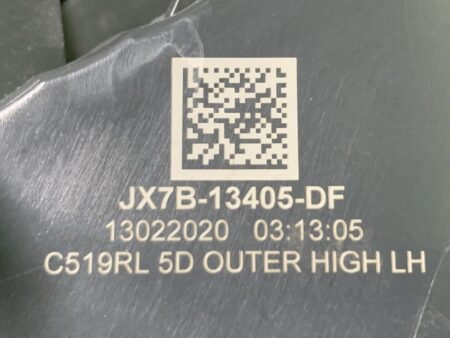 JX7B-13405-DF
13022020 03:13:05
C519RL 5D OUTER HIGH LH